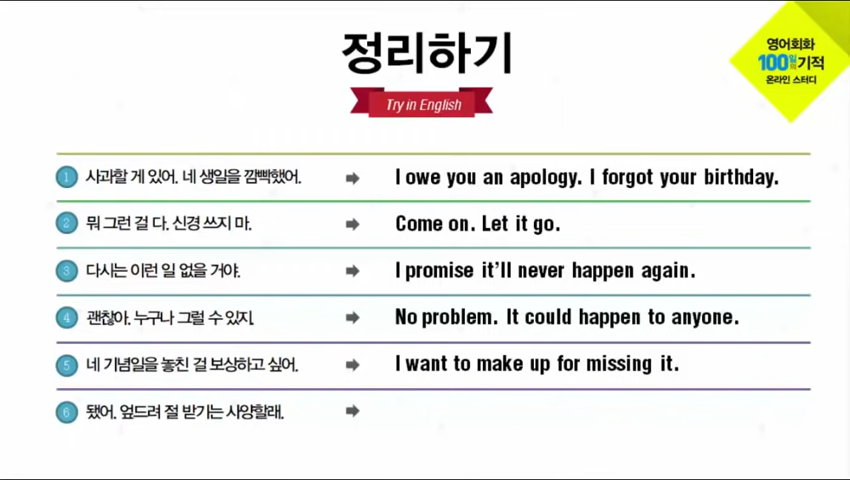 정리하기
Try in English
영어회화
100일의 기적
온라인 스터디
1 사과할 게 있어. 네 생일을 깜빡했어. ➡ I owe you an apology. I forgot your birthday.
2 뭐 그런 걸 다. 신경 쓰지 마. ➡ Come on. Let it go.
3 다시는 이런 일 없을 거야. ➡ I promise it'll never happen again.
4 괜찮아. 누구나 그럴 수 있지. ➡ No problem. It could happen to anyone.
5 네 기념일을 놓친 걸 보상하고 싶어. ➡ I want to make up for missing it.
6 됐어. 엎드려 절 받기는 사양할래. ➡